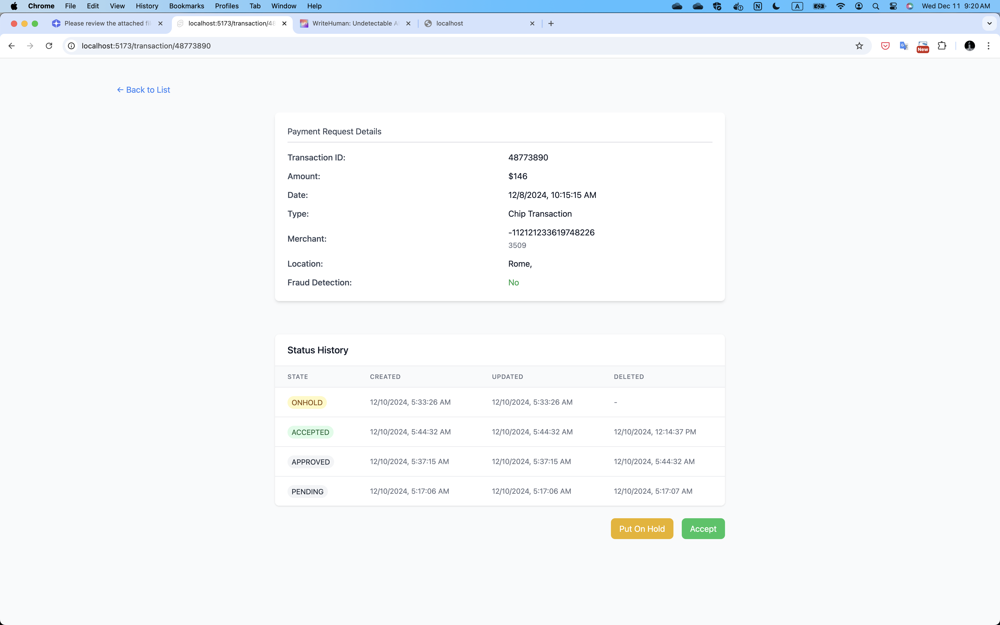 Chrome File Edit View History Bookmarks Profiles Tab Window Help A Wed Dec 11 9:20 AM
Please review the attached fil localhost:5173/transaction/48 wh WriteHuman: Undetectable A localhost
localhost:5173/transaction/48773890 New
← Back to List
Payment Request Details
Transaction ID: 48773890
Amount: $146
Date: 12/8/2024, 10:15:15 AM
Type: Chip Transaction
Merchant: -112121233619748226
3509
Location: Rome,
Fraud Detection: No
Status History
STATE CREATED UPDATED DELETED
ONHOLD 12/10/2024, 5:33:26 AM 12/10/2024, 5:33:26 AM -
ACCEPTED 12/10/2024, 5:44:32 AM 12/10/2024, 5:44:32 AM 12/10/2024, 12:14:37 PM
APPROVED 12/10/2024, 5:37:15 AM 12/10/2024, 5:37:15 AM 12/10/2024, 5:44:32 AM
PENDING 12/10/2024, 5:17:06 AM 12/10/2024, 5:17:06 AM 12/10/2024, 5:17:07 AM
Put On Hold Accept